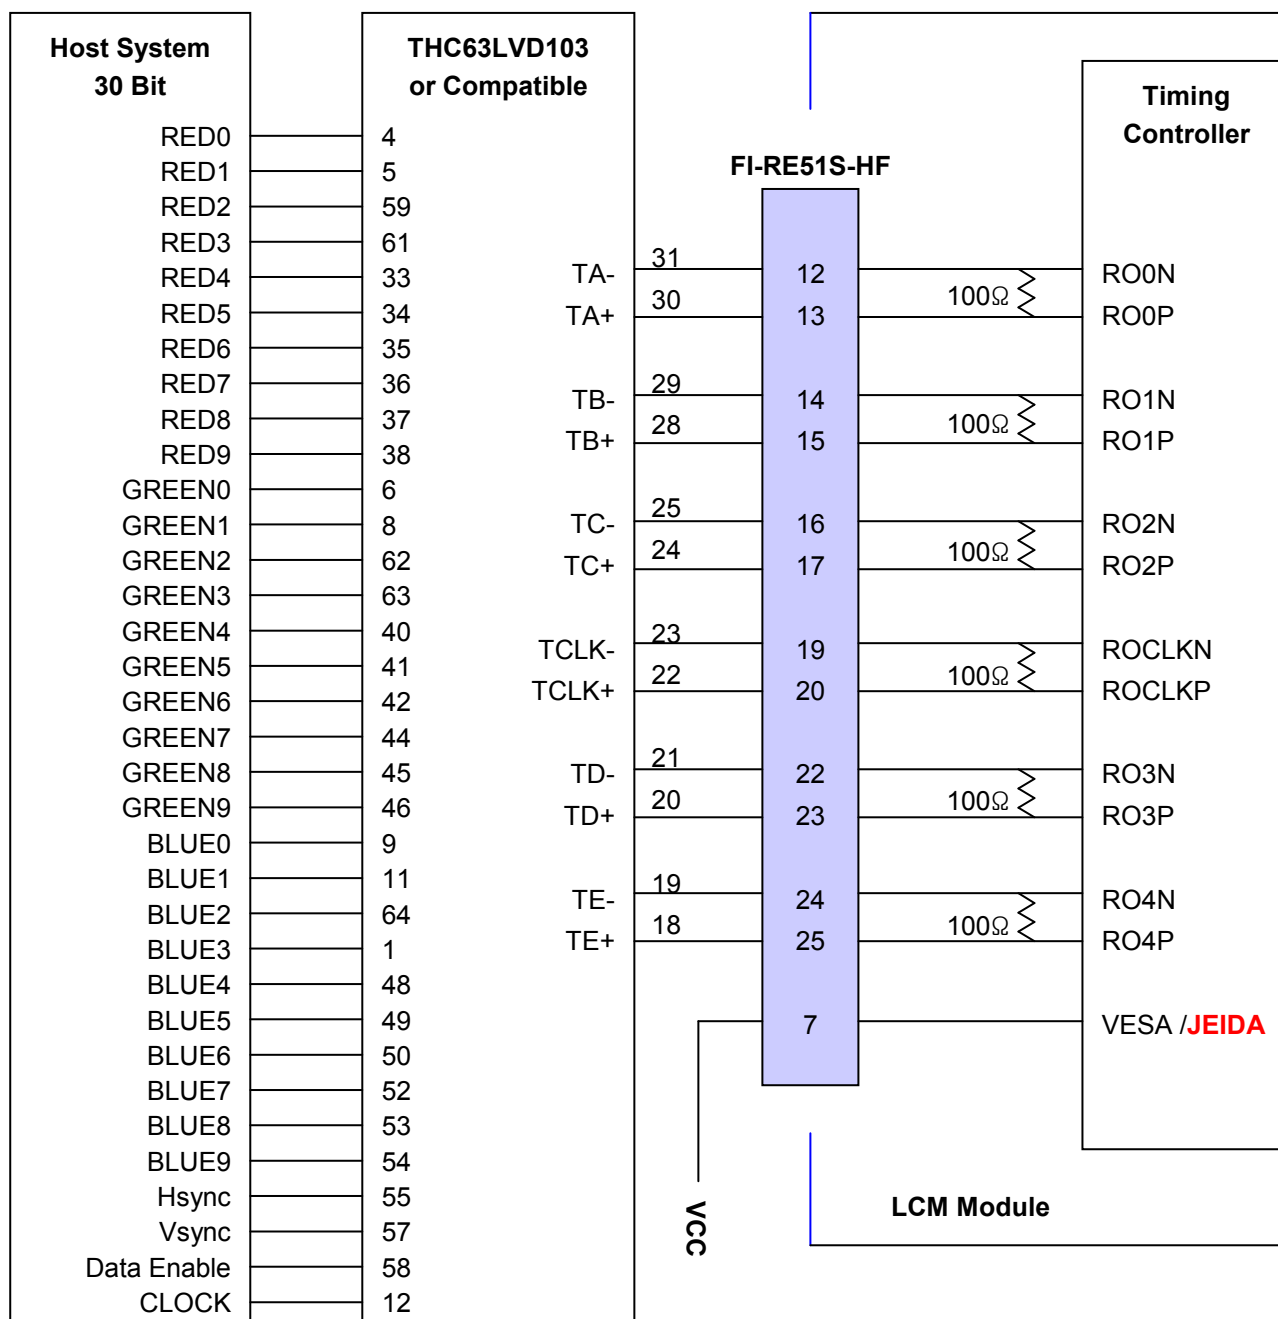 Host System
30 Bit
RED0 4
RED1 5
RED2 59
RED3 61
RED4 33
RED5 34
RED6 35
RED7 36
RED8 37
RED9 38
GREEN0 6
GREEN1 8
GREEN2 62
GREEN3 63
GREEN4 40
GREEN5 41
GREEN6 42
GREEN7 44
GREEN8 45
GREEN9 46
BLUE0 9
BLUE1 11
BLUE2 64
BLUE3 1
BLUE4 48
BLUE5 49
BLUE6 50
BLUE7 52
BLUE8 53
BLUE9 54
Hsync 55
Vsync 57
Data Enable 58
CLOCK 12
THC63LVD103
or Compatible
FI-RE51S-HF
Timing
Controller
TA- 31 12 RO0N
100Ω
TA+ 30 13 RO0P
TB- 29 14 RO1N
100Ω
TB+ 28 15 RO1P
TC- 25 16 RO2N
100Ω
TC+ 24 17 RO2P
TCLK- 23 19 ROCLKN
100Ω
TCLK+ 22 20 ROCLKP
TD- 21 22 RO3N
100Ω
TD+ 20 23 RO3P
TE- 19 24 RO4N
100Ω
TE+ 18 25 RO4P
7 VESA /JEIDA
VCC
LCM Module